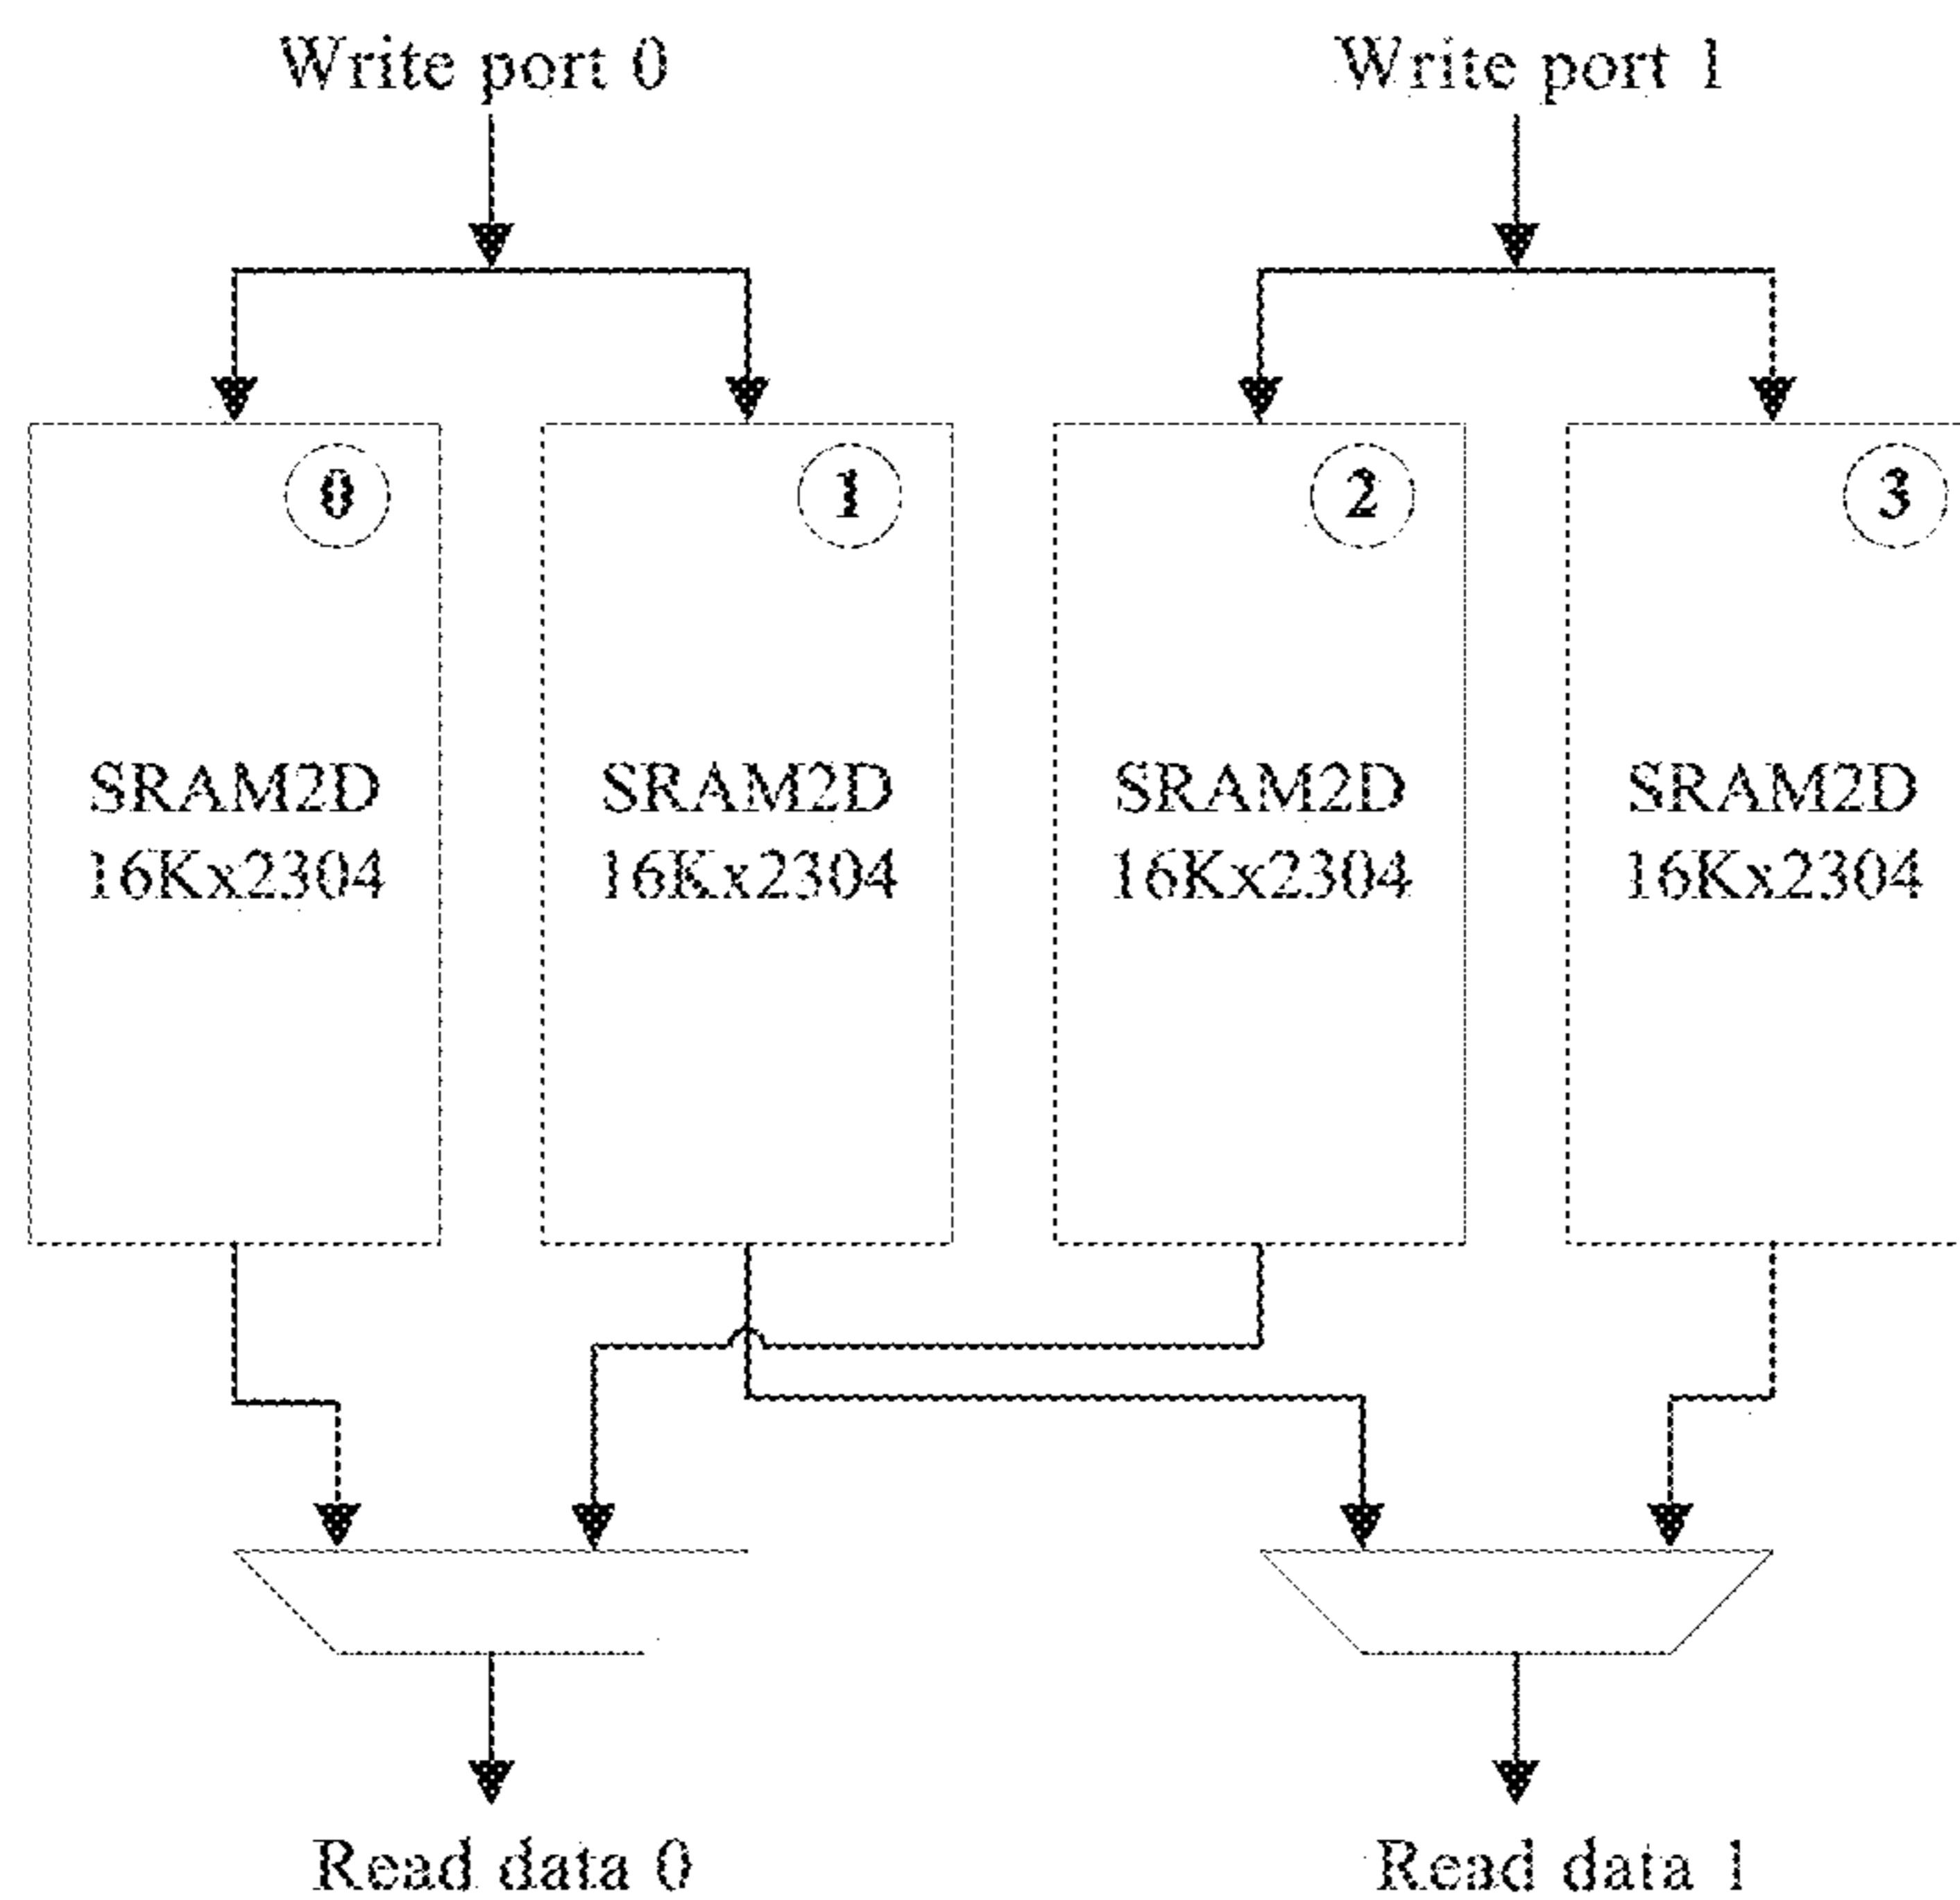 Write port 0
Write port 1
0
1
2
3
SRAM2D
16Kx2304
SRAM2D
16Kx2304
SRAM2D
16Kx2304
SRAM2D
16Kx2304
Read data 0
Read data 1